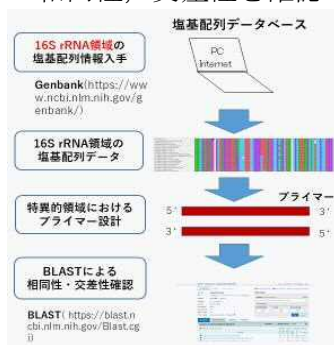 塩基配列データベース
16S rRNA領域の
塩基配列情報入手
PC
internet
Genbank(https://ww
w.ncbi.nlm.nih.gov/g
enbank/)
16S rRNA領域の
塩基配列データ
特異的領域における
プライマー設計
プライマー
5' 3'
3' 5'
BLASTによる
相同性・交差性確認
BLAST( https://blast.n
cbi.nlm.nih.gov/Blast.cg
i)